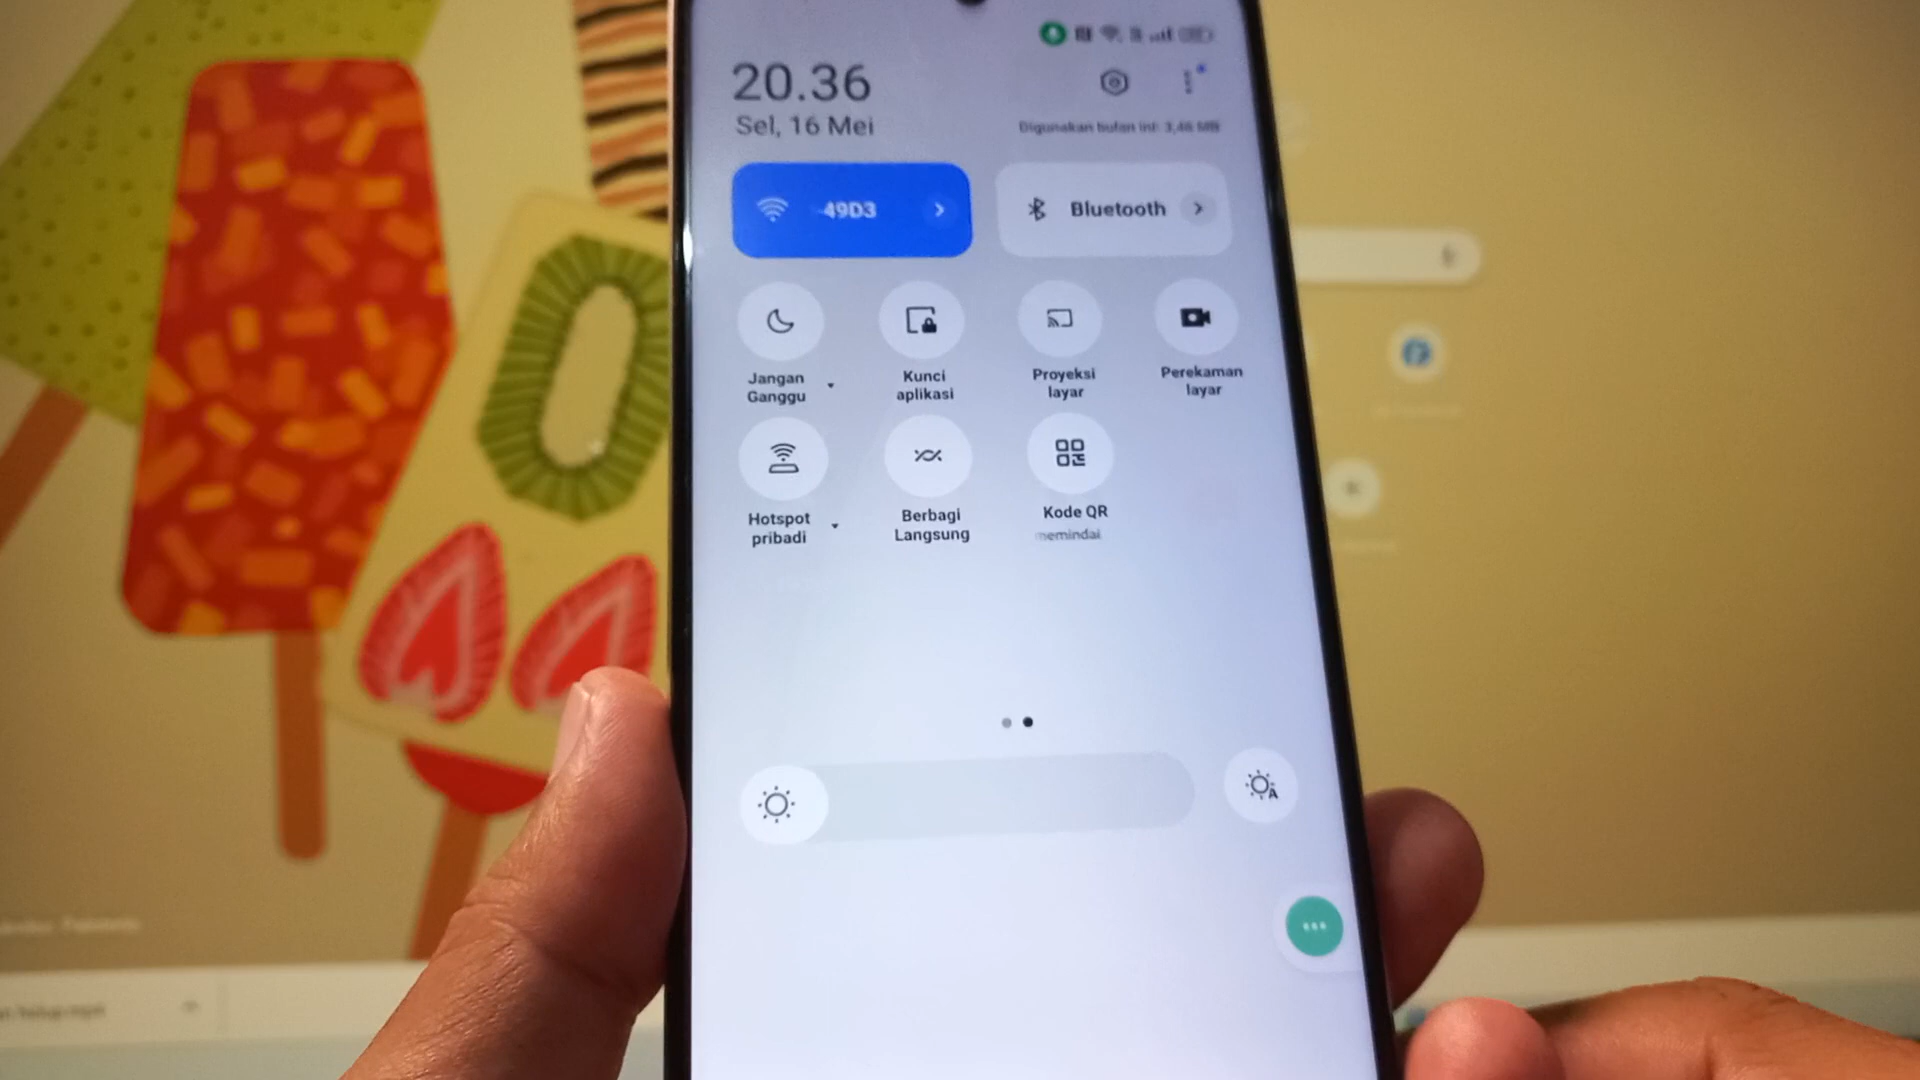 20.36
Sel, 16 Mei
Digunakan bulan ini: 3,46 MB
49D3
Bluetooth
Jangan
Ganggu
Kunci
aplikasi
Proyeksi
layar
Perekaman
layar
Hotspot
pribadi
Berbagi
Langsung
Kode QR
memindai
A